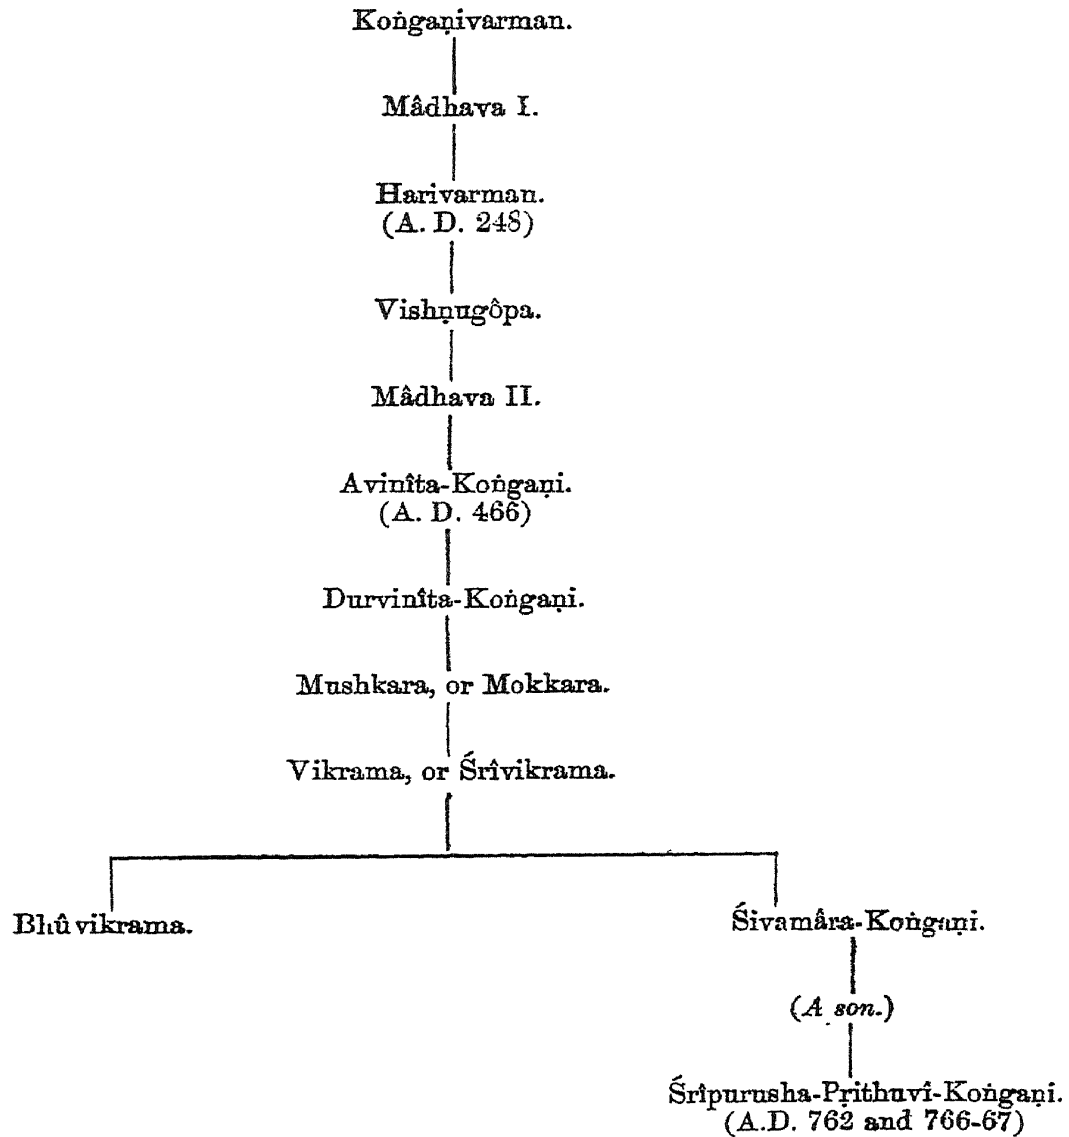 Koṅgaṇivarman.
Mâdhava I.
Harivarman.
(A. D. 248)
Vishṇugôpa.
Mâdhava II.
Avinîta-Koṅgaṇi.
(A. D. 466)
Durvinîta-Koṅgaṇi.
Mushkara, or Mokkara.
Vikrama, or Śrîvikrama.
Bhûvikrama.
Śivamâra-Koṅgaṇi.
(A son.)
Śrîpurusha-Pṛithuvî-Koṅgaṇi.
(A.D. 762 and 766-67)